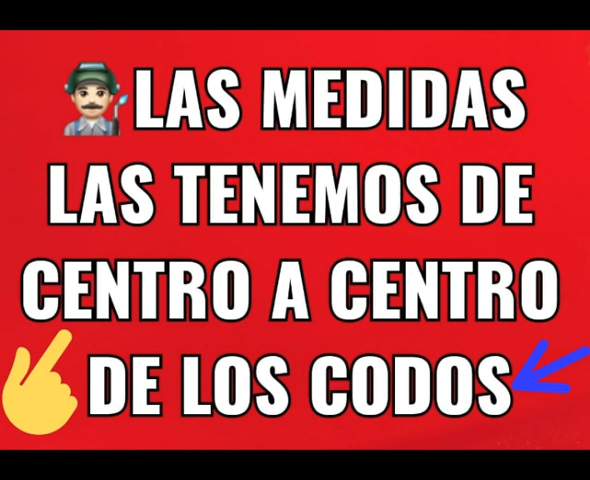 LAS MEDIDAS
LAS TENEMOS DE
CENTRO A CENTRO
DE LOS CODOS